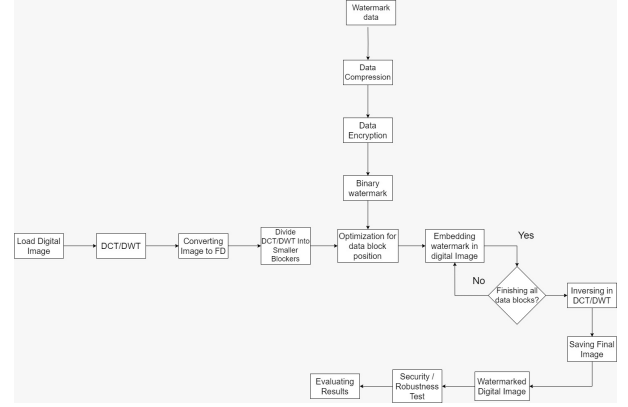 Watermark
data
Data
Compression
Data
Encryption
Binary
watermark
Load Digital
Image
DCT/DWT
Converting
Image to FD
Divide
DCT/DWT Into
Smaller
Blockers
Optimization for
data block
position
Embedding
watermark in
digital Image
Yes
No
Finishing all
data blocks?
Inversing in
DCT/DWT
Saving Final
Image
Watermarked
Digital Image
Security /
Robustness
Test
Evaluating
Results